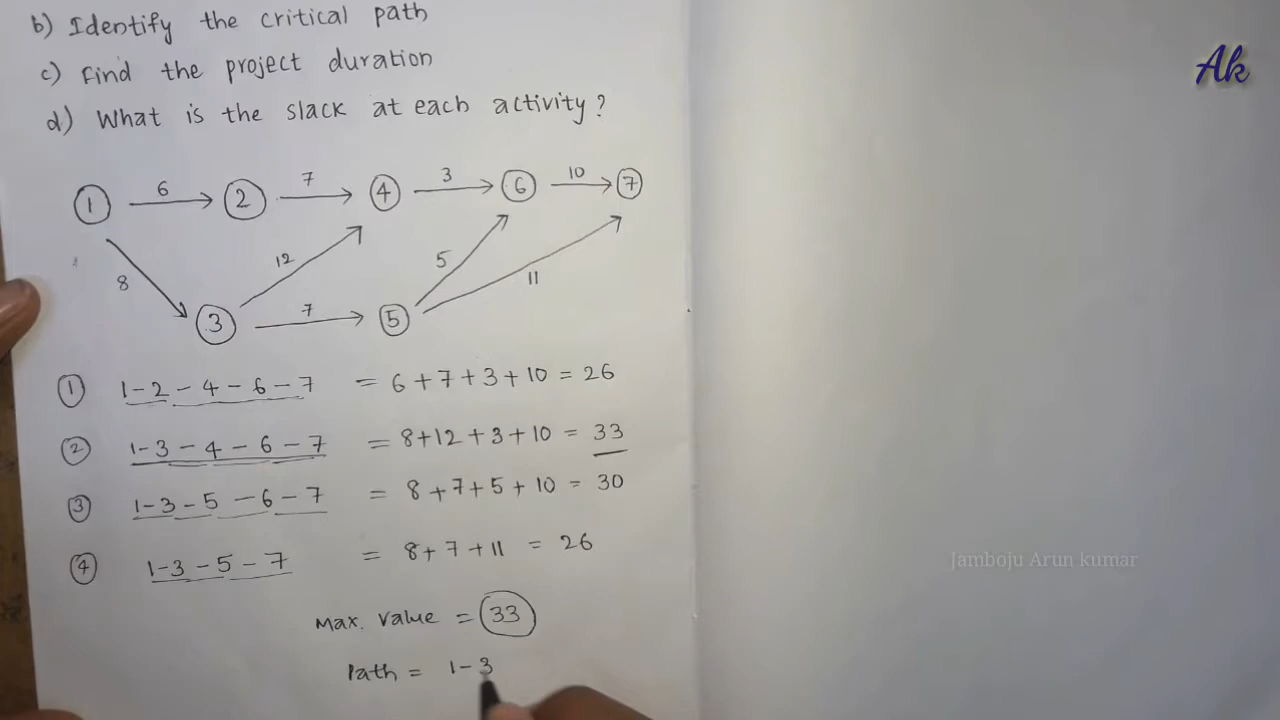 b) Identify the critical path
c) Find the project duration
d) What is the slack at each activity?
Ak
1 6 2 7 4 3 6 10 7
8 12 5 11
3 7 5
① 1-2-4-6-7 = 6+7+3+10 = 26
② 1-3-4-6-7 = 8+12+3+10 = 33
③ 1-3-5-6-7 = 8+7+5+10 = 30
④ 1-3-5-7 = 8+7+11 = 26
Jamboju Arun kumar
Max. Value = 33
Path = 1-3